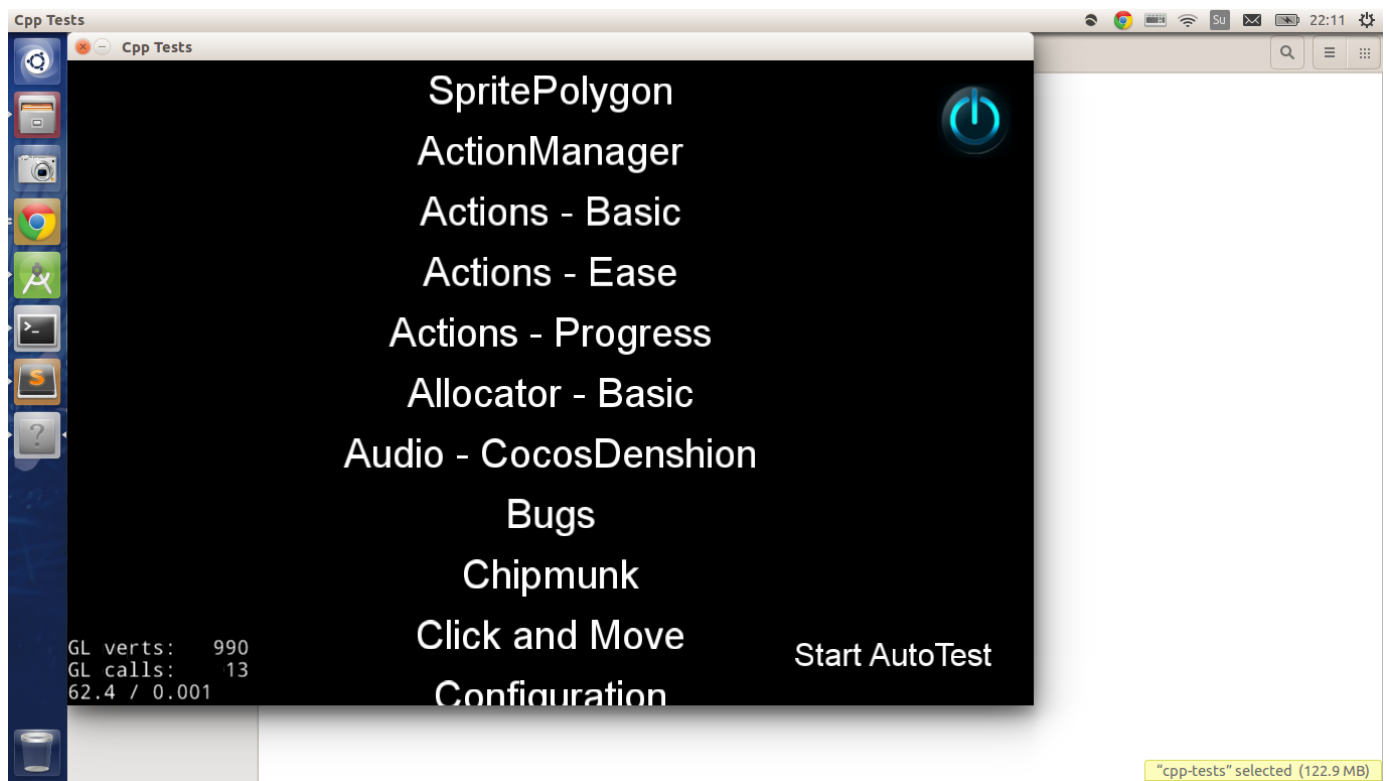 Cpp Tests
Su
22:11
Cpp Tests
SpritePolygon
ActionManager
Actions - Basic
Actions - Ease
Actions - Progress
Allocator - Basic
Audio - CocosDenshion
Bugs
Chipmunk
Click and Move
Configuration
Start AutoTest
GL verts: 990
GL calls: 13
62.4 / 0.001
>_
S
?
"cpp-tests" selected (122.9 MB)